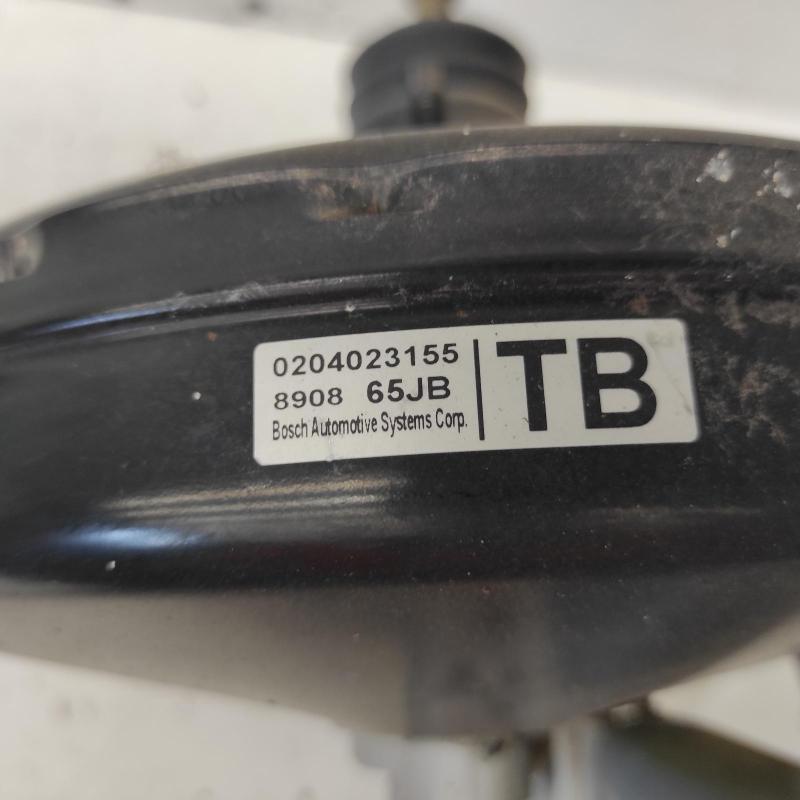 0204023155
8908 65JB
Bosch Automotive Systems Corp.
TB